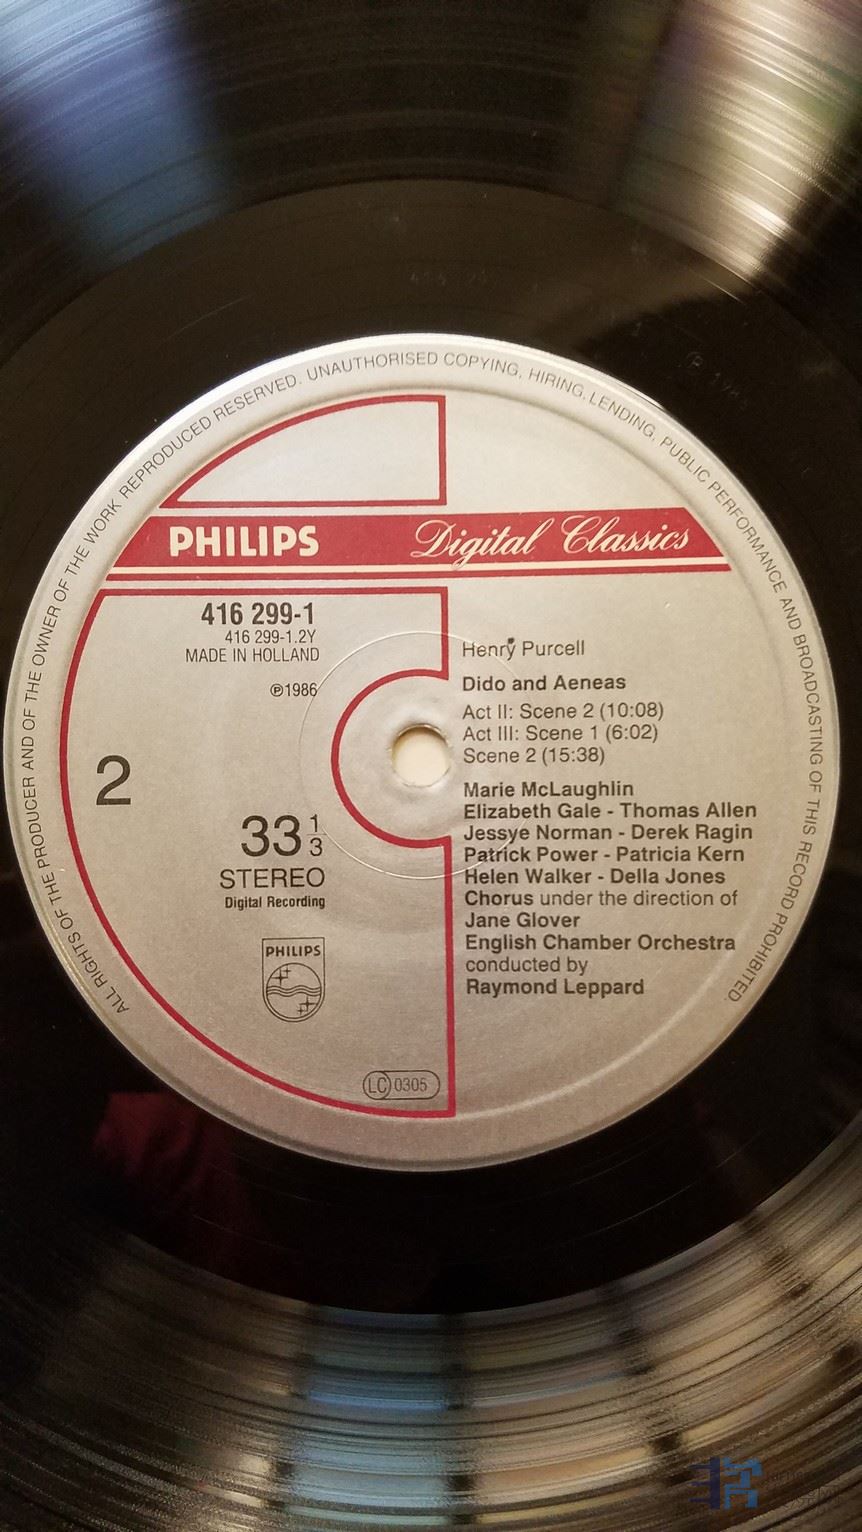 ALL RIGHTS OF THE PRODUCER AND OF THE OWNER OF THE WORK REPRODUCED RESERVED. UNAUTHORISED COPYING, HIRING, LENDING, PUBLIC PERFORMANCE AND BROADCASTING OF THIS RECORD PROHIBITED.
PHILIPS Digital Classics
416 299-1
416 299-1.2Y
MADE IN HOLLAND
℗1986
2
33 1/3
STEREO
Digital Recording
PHILIPS
LC 0305
Henry Purcell
Dido and Aeneas
Act II: Scene 2 (10:08)
Act III: Scene 1 (6:02)
Scene 2 (15:38)
Marie McLaughlin
Elizabeth Gale - Thomas Allen
Jessye Norman - Derek Ragin
Patrick Power - Patricia Kern
Helen Walker - Della Jones
Chorus under the direction of
Jane Glover
English Chamber Orchestra
conducted by
Raymond Leppard